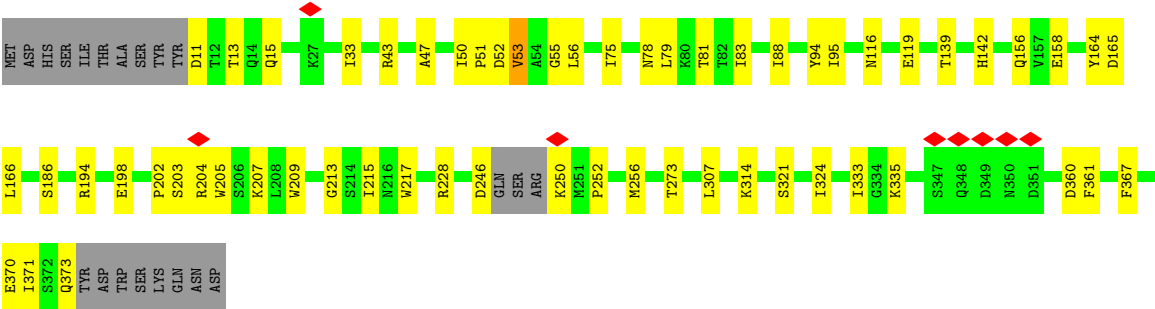 MET ASP HIS SER ILE THR ALA SER TYR TYR D11 T12 T13 Q14 Q15 K27 I33 R43 A47 I50 P51 D52 V53 A54 G55 L56 I75 N78 L79 K80 T81 T82 I83 I88 Y94 I95 N116 E119 T139 H142 Q156 V157 E158 Y164 D165
L166 S186 R194 E198 P202 S203 R204 W205 S206 K207 L208 W209 G213 S214 I215 N216 W217 R228 D246 GLN SER ARG K250 M251 P252 M256 T273 L307 K314 S321 I324 I333 G334 K335 S347 Q348 D349 N350 D351 D360 F361 F367
E370 I371 S372 Q373 TYR ASP TRP SER LYS GLN ASN ASP